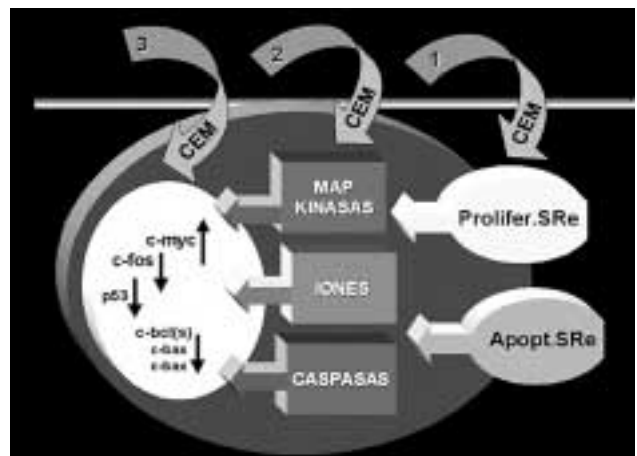 3
2
1
CEM
CEM
CEM
MAP
KINASAS
Prolifer.SRe
c-myc
c-fos
p53
IONES
c-bcl(s)
Apopt.SRe
CASPASAS